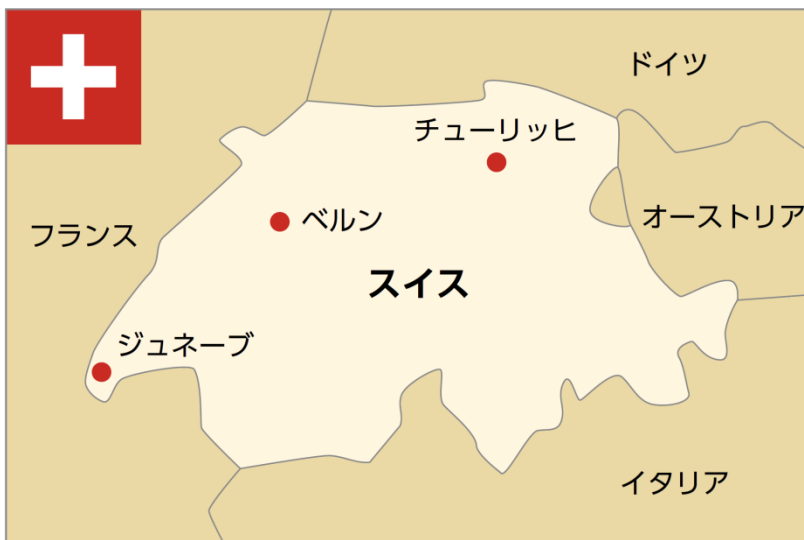 ドイツ
チューリッヒ
オーストリア
ベルン
フランス
スイス
ジュネーブ
イタリア